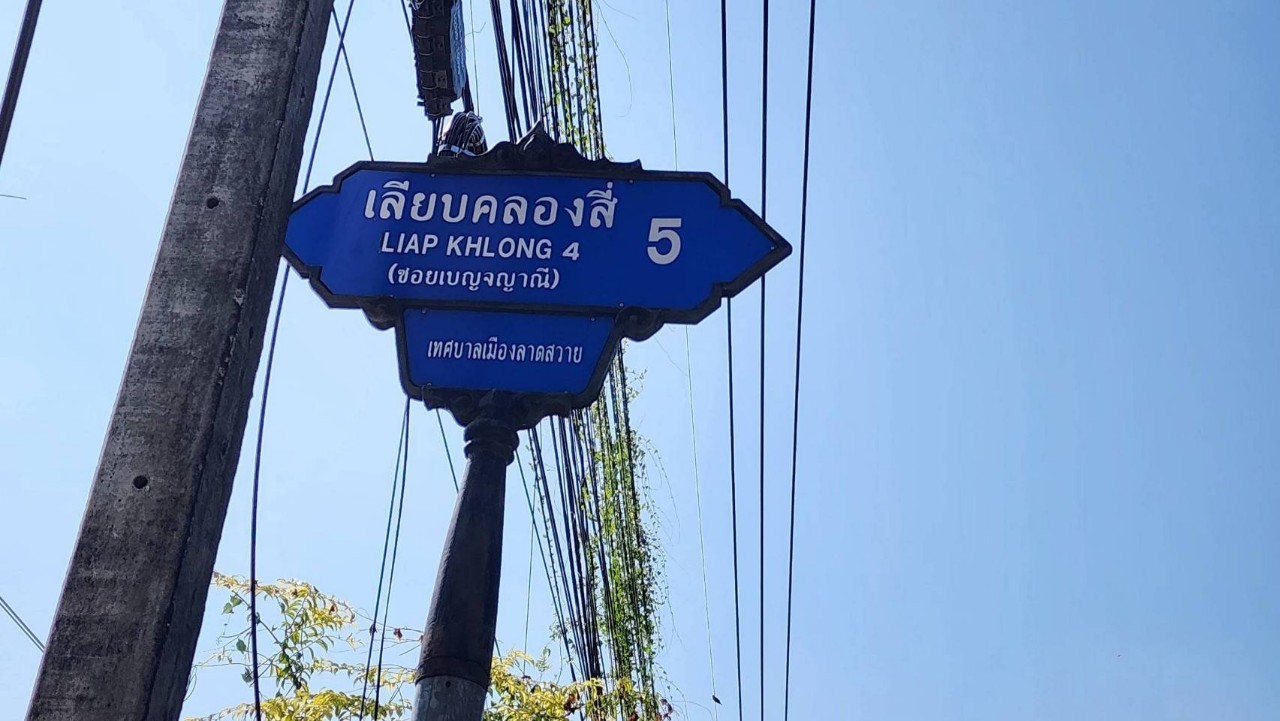 เลียบคลองสี่ 5
LIAP KHLONG 4
(ซอยเบญจญาณี)
เทศบาลเมืองลาดสวาย